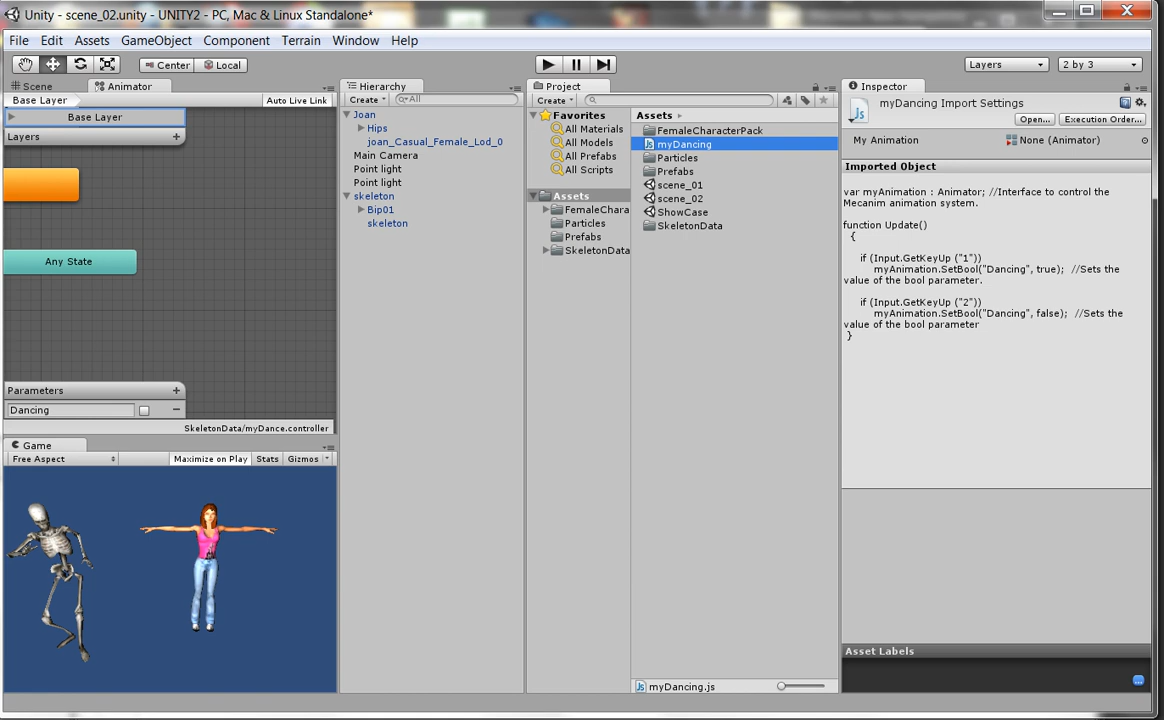 Unity - scene_02.unity - UNITY2 - PC, Mac & Linux Standalone*
File Edit Assets GameObject Component Terrain Window Help
Center Local Layers 2 by 3
Scene Animator
Base Layer Auto Live Link
Base Layer
Layers +
Any State
Parameters +
Dancing
SkeletonData/myDance.controller
Game
Free Aspect Maximize on Play Stats Gizmos
Hierarchy
Create All
Joan
Hips
joan_Casual_Female_Lod_0
Main Camera
Point light
Point light
skeleton
Bip01
skeleton
Project
Create
Favorites
All Materials
All Models
All Prefabs
All Scripts
Assets
FemaleChara
Particles
Prefabs
SkeletonData
Assets
FemaleCharacterPack
myDancing
Particles
Prefabs
scene_01
scene_02
ShowCase
SkeletonData
myDancing.js
Inspector
myDancing Import Settings
Open... Execution Order...
My Animation None (Animator)
Imported Object
var myAnimation : Animator; //Interface to control the
Mecanim animation system.
function Update()
{
if (Input.GetKeyUp ("1"))
myAnimation.SetBool("Dancing", true); //Sets the
value of the bool parameter.
if (Input.GetKeyUp ("2"))
myAnimation.SetBool("Dancing", false); //Sets the
value of the bool parameter
}
Asset Labels